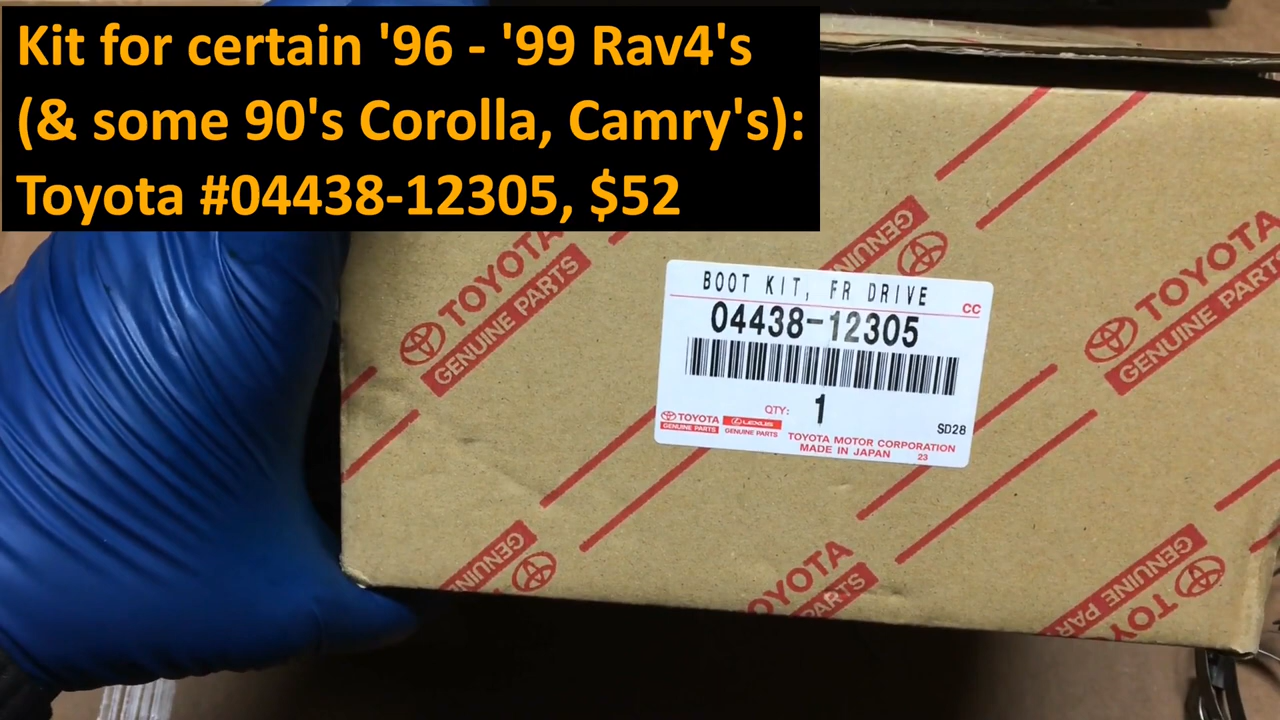 Kit for certain '96 - '99 Rav4's
(& some 90's Corolla, Camry's):
Toyota #04438-12305, $52
TOYOTA
GENUINE PARTS
GENUINE
TOYOTA
GENUINE PARTS
BOOT KIT, FR DRIVE
CC
04438-12305
QTY: 1
TOYOTA
GENUINE PARTS
LEXUS
GENUINE PARTS
SD28
TOYOTA MOTOR CORPORATION
MADE IN JAPAN 23
GENUINE
TOYOTA
PARTS
GENUINE PAR
TOYOT